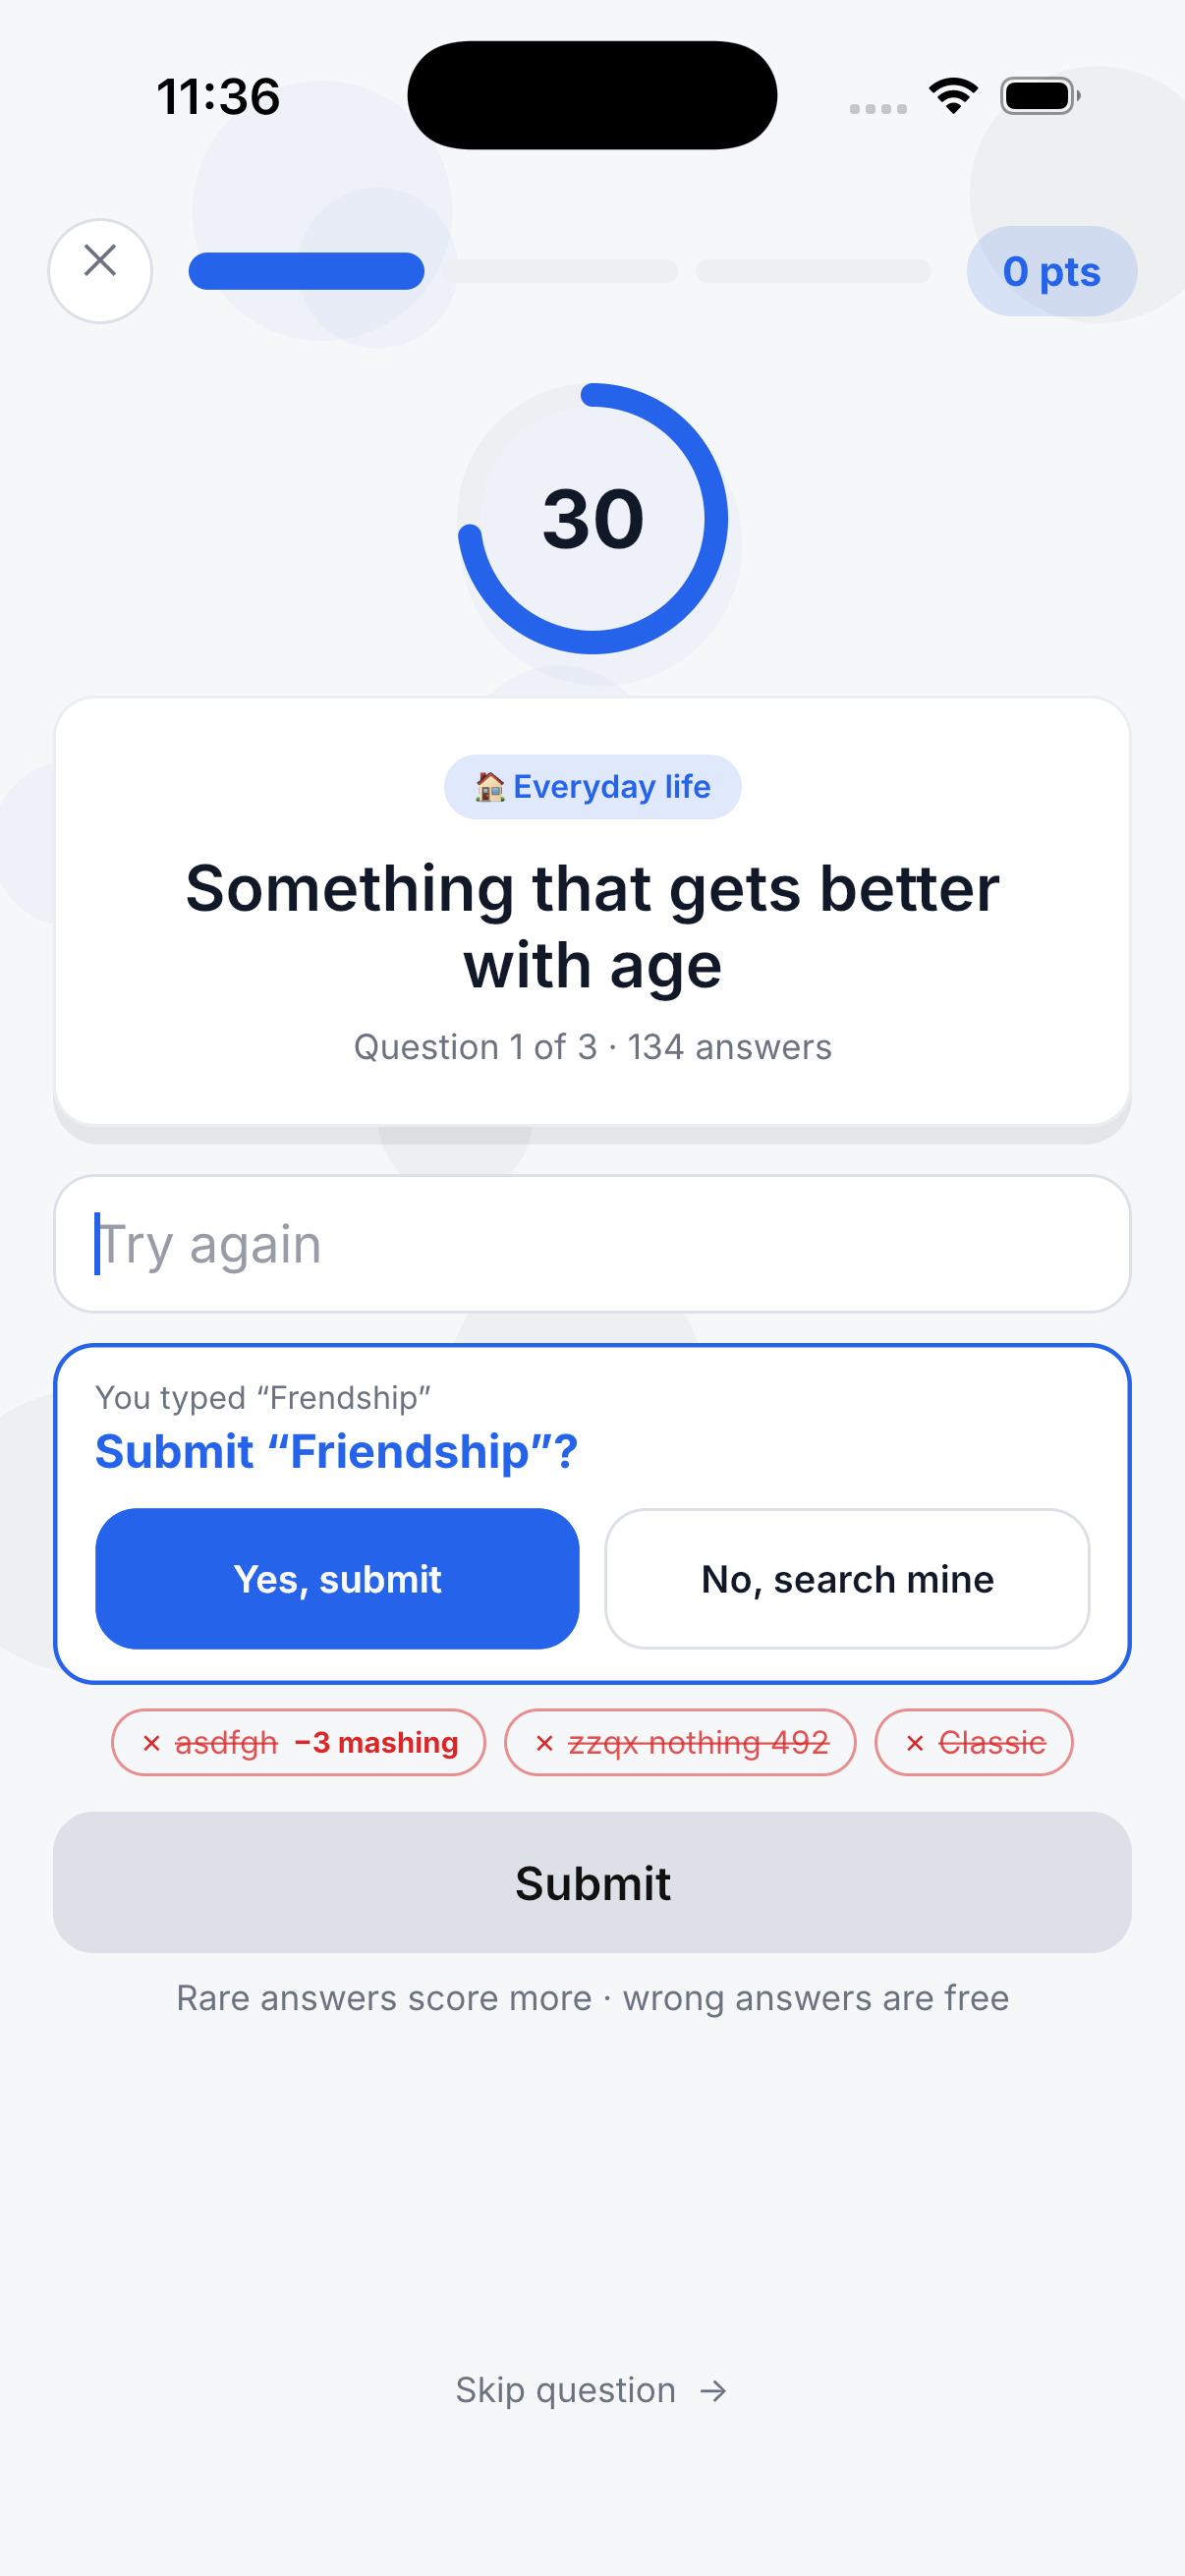 11:36
0 pts
30
🏠 Everyday life
Something that gets better
with age
Question 1 of 3 · 134 answers
Try again
You typed “Frendship”
Submit “Friendship”?
Yes, submit
No, search mine
× asdfgh −3 mashing
× zzqx nothing 492
× Classic
Submit
Rare answers score more · wrong answers are free
Skip question →